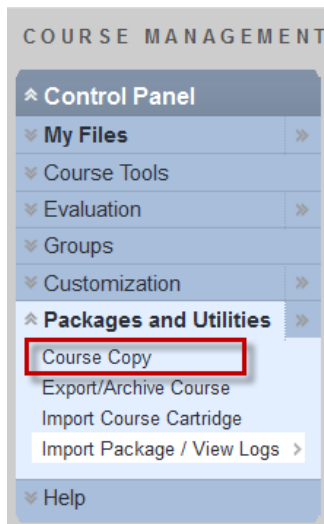 COURSE MANAGEMENT
Control Panel
My Files
Course Tools
Evaluation
Groups
Customization
Packages and Utilities
Course Copy
Export/Archive Course
Import Course Cartridge
Import Package / View Logs
Help